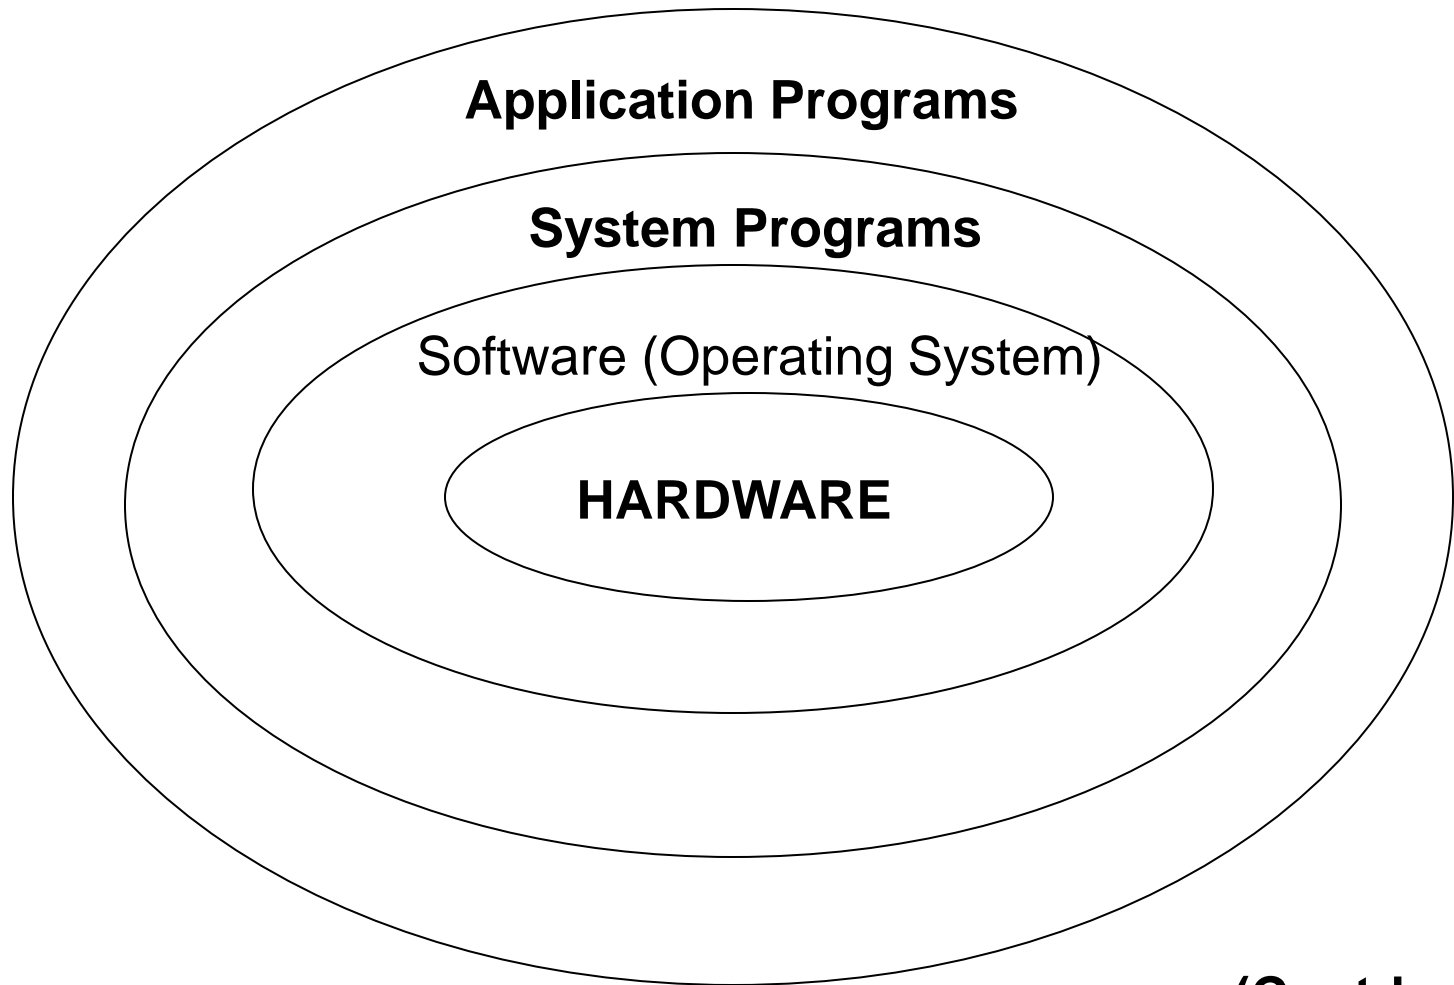 Application Programs
System Programs
Software (Operating System)
HARDWARE